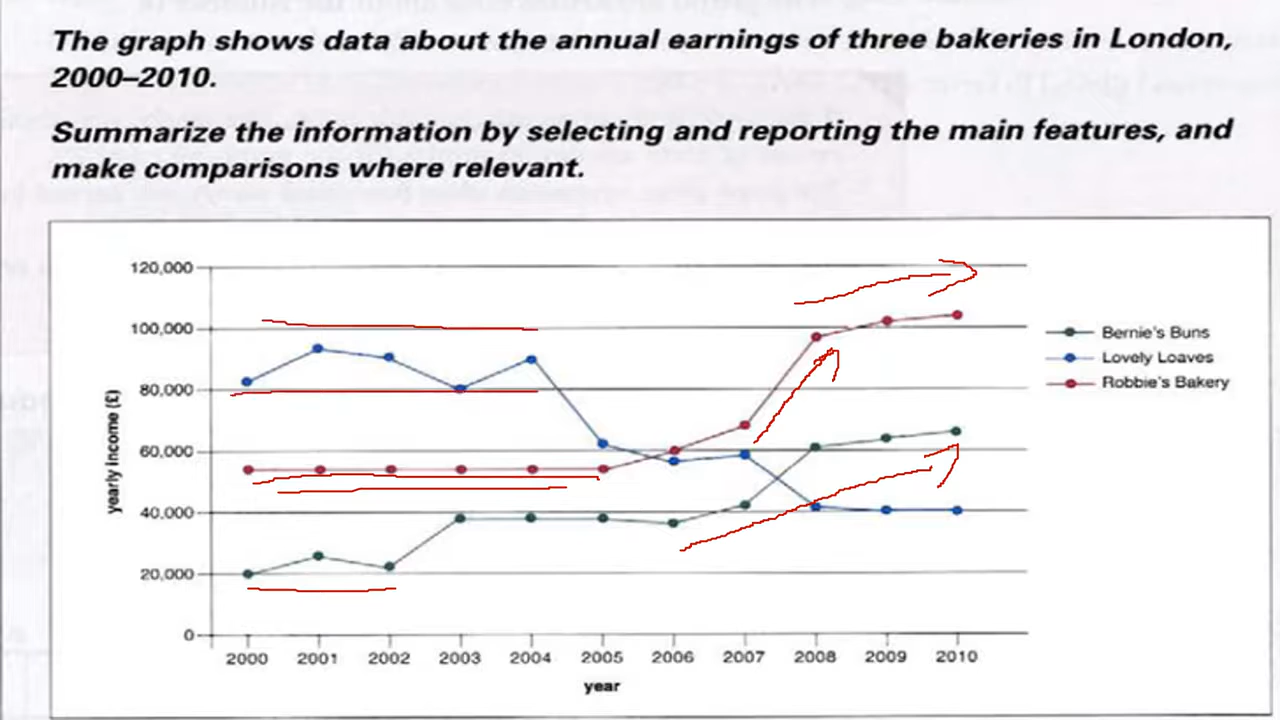 The graph shows data about the annual earnings of three bakeries in London,
2000–2010.
Summarize the information by selecting and reporting the main features, and
make comparisons where relevant.
120,000
100,000
80,000
60,000
40,000
20,000
0
yearly income (£)
2000 2001 2002 2003 2004 2005 2006 2007 2008 2009 2010
year
Bernie's Buns
Lovely Loaves
Robbie's Bakery